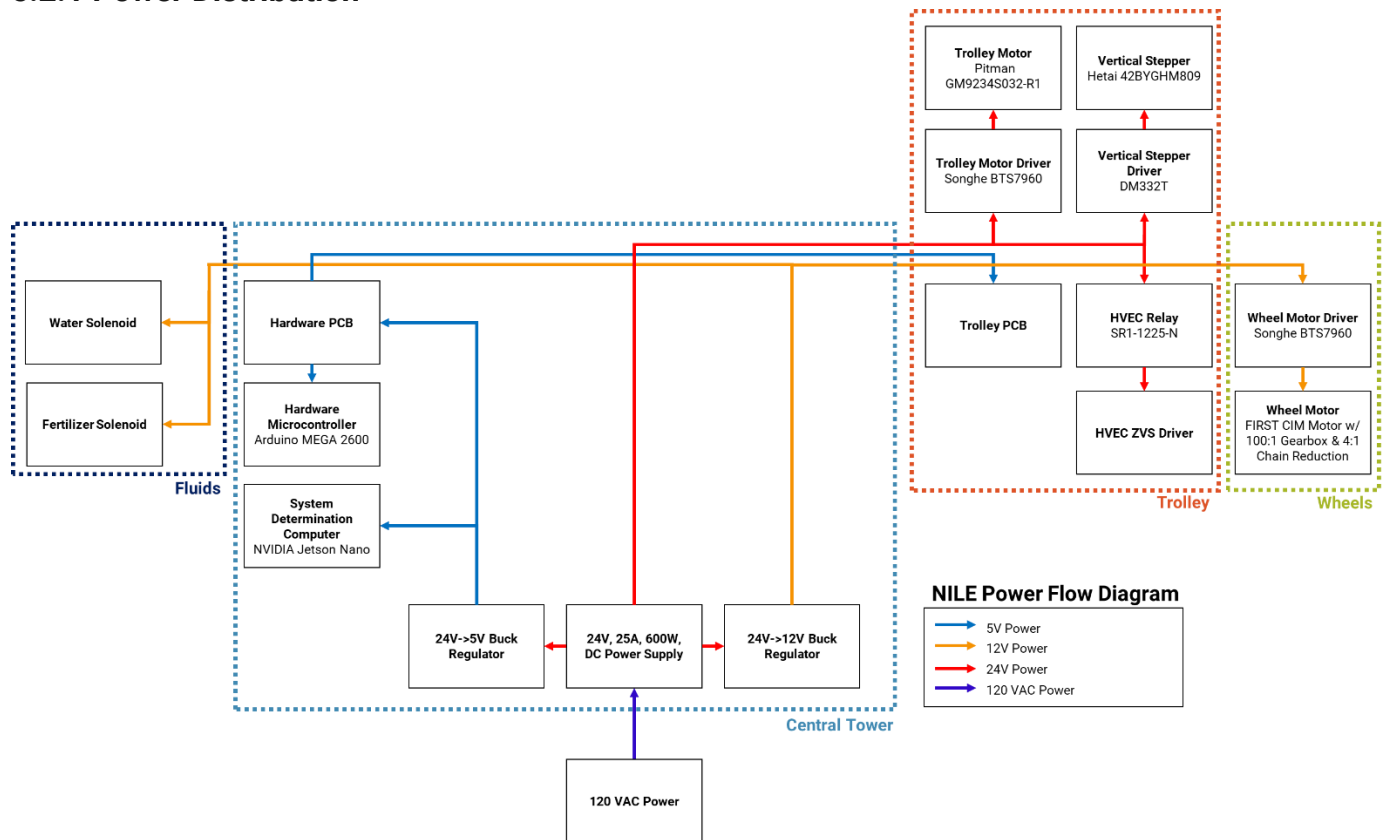 Trolley Motor
Pitman
GM9234S032-R1
Vertical Stepper
Hetai 42BYGHM809
Trolley Motor Driver
Songhe BTS7960
Vertical Stepper
Driver
DM332T
Water Solenoid
Hardware PCB
Trolley PCB
HVEC Relay
SR1-1225-N
Wheel Motor Driver
Songhe BTS7960
Fertilizer Solenoid
Hardware
Microcontroller
Arduino MEGA 2600
HVEC ZVS Driver
Wheel Motor
FIRST CIM Motor w/
100:1 Gearbox & 4:1
Chain Reduction
Fluids
Trolley
Wheels
System
Determination
Computer
NVIDIA Jetson Nano
24V->5V Buck
Regulator
24V, 25A, 600W,
DC Power Supply
24V->12V Buck
Regulator
NILE Power Flow Diagram
5V Power
12V Power
24V Power
120 VAC Power
Central Tower
120 VAC Power